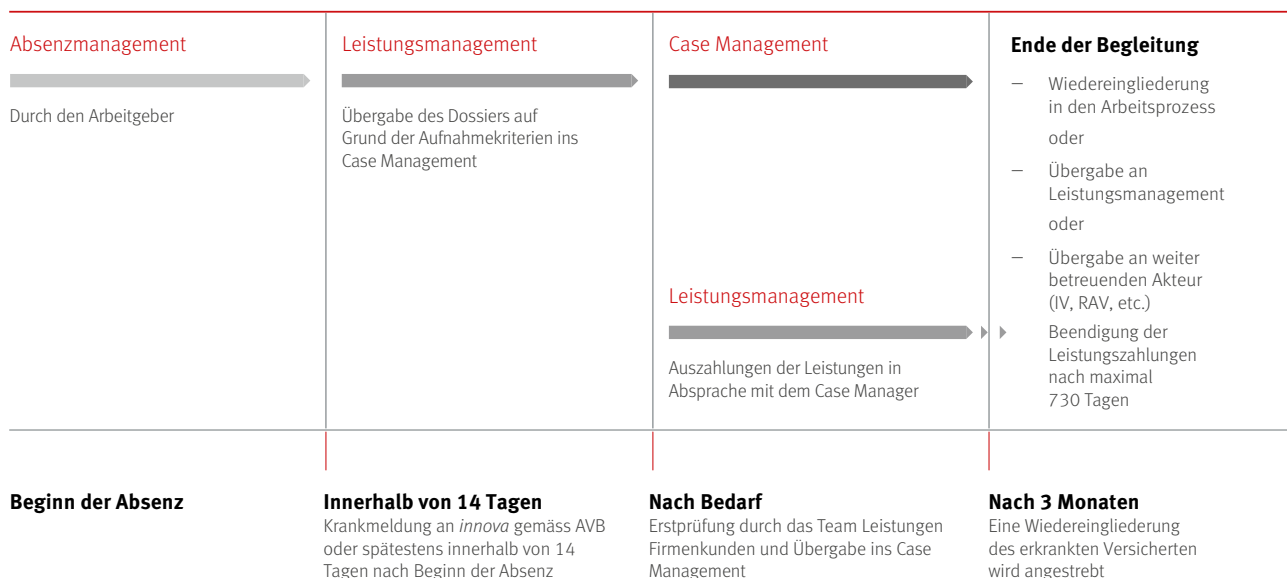 Absenzmanagement
Durch den Arbeitgeber
Leistungsmanagement
Übergabe des Dossiers auf
Grund der Aufnahmekriterien ins
Case Management
Case Management
Leistungsmanagement
Auszahlungen der Leistungen in
Absprache mit dem Case Manager
Ende der Begleitung
– Wiedereingliederung
in den Arbeitsprozess
oder
– Übergabe an
Leistungsmanagement
oder
– Übergabe an weiter
betreuenden Akteur
(IV, RAV, etc.)
Beendigung der
Leistungszahlungen
nach maximal
730 Tagen
Beginn der Absenz
Innerhalb von 14 Tagen
Krankmeldung an innova gemäss AVB
oder spätestens innerhalb von 14
Tagen nach Beginn der Absenz
Nach Bedarf
Erstprüfung durch das Team Leistungen
Firmenkunden und Übergabe ins Case
Management
Nach 3 Monaten
Eine Wiedereingliederung
des erkrankten Versicherten
wird angestrebt